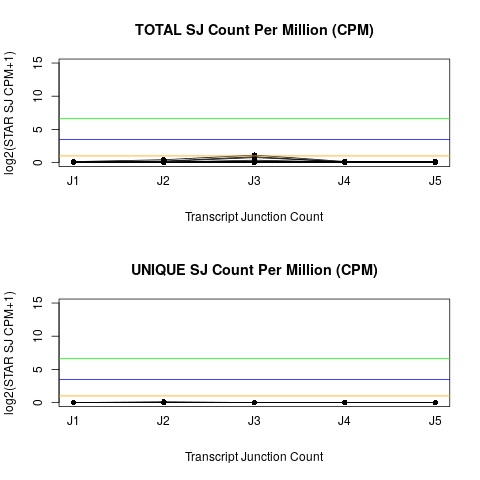 TOTAL SJ Count Per Million (CPM)
log2(STAR SJ CPM+1)
15
10
5
0
J1 J2 J3 J4 J5
Transcript Junction Count
UNIQUE SJ Count Per Million (CPM)
log2(STAR SJ CPM+1)
15
10
5
0
J1 J2 J3 J4 J5
Transcript Junction Count